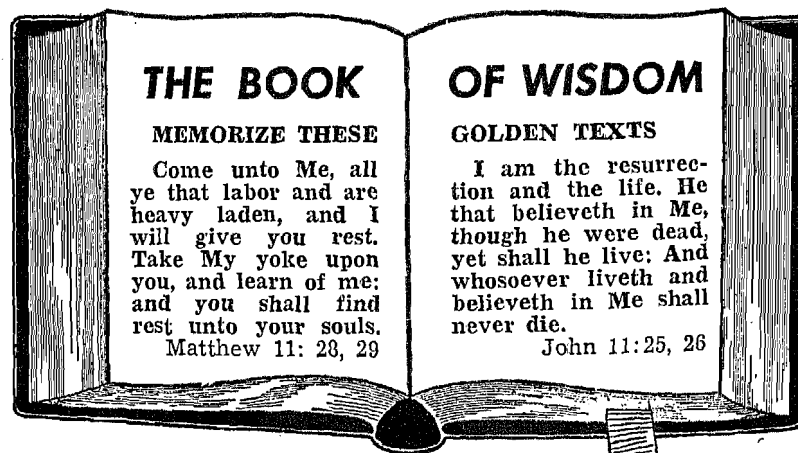 THE BOOK
MEMORIZE THESE
Come unto Me, all
ye that labor and are
heavy laden, and I
will give you rest.
Take My yoke upon
you, and learn of me:
and you shall find
rest unto your souls.
Matthew 11: 28, 29
OF WISDOM
GOLDEN TEXTS
I am the resurrec-
tion and the life. He
that believeth in Me,
though he were dead,
yet shall he live: And
whosoever liveth and
believeth in Me shall
never die.
John 11:25, 26